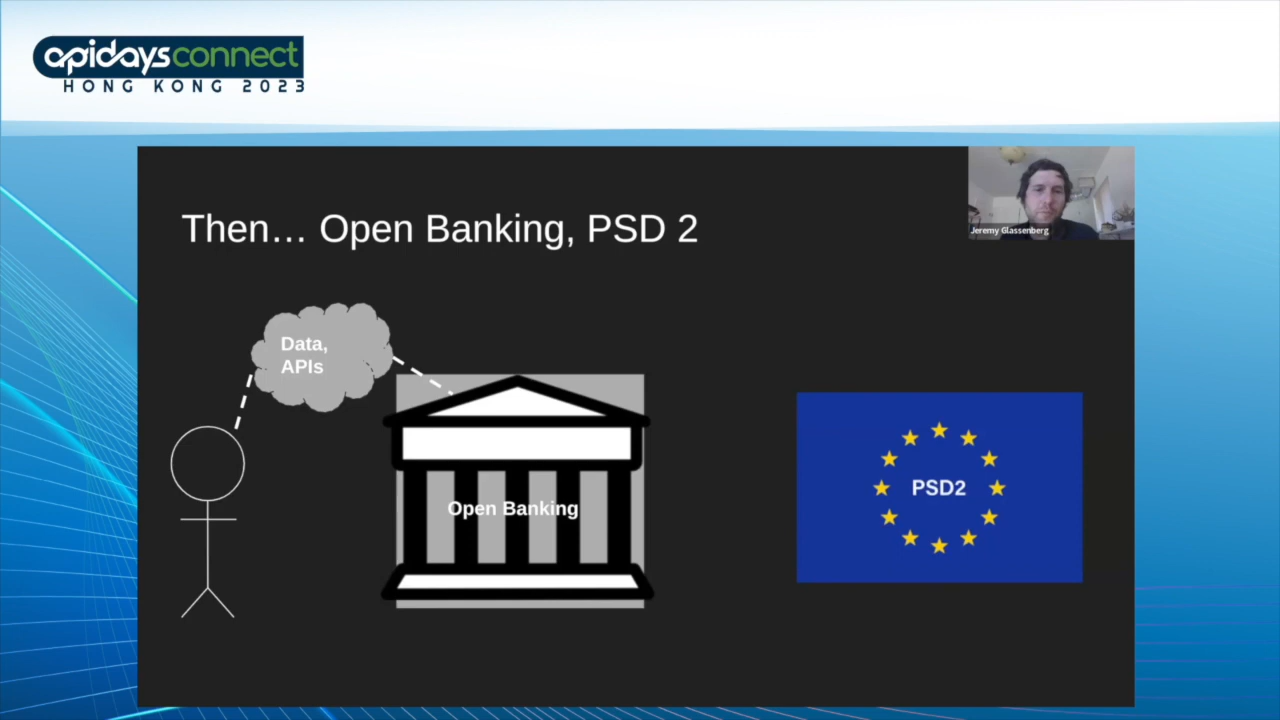 apidays connect
HONG KONG 2023
Jeremy Glassenberg
Then… Open Banking, PSD 2
Data,
APIs
Open Banking
PSD2